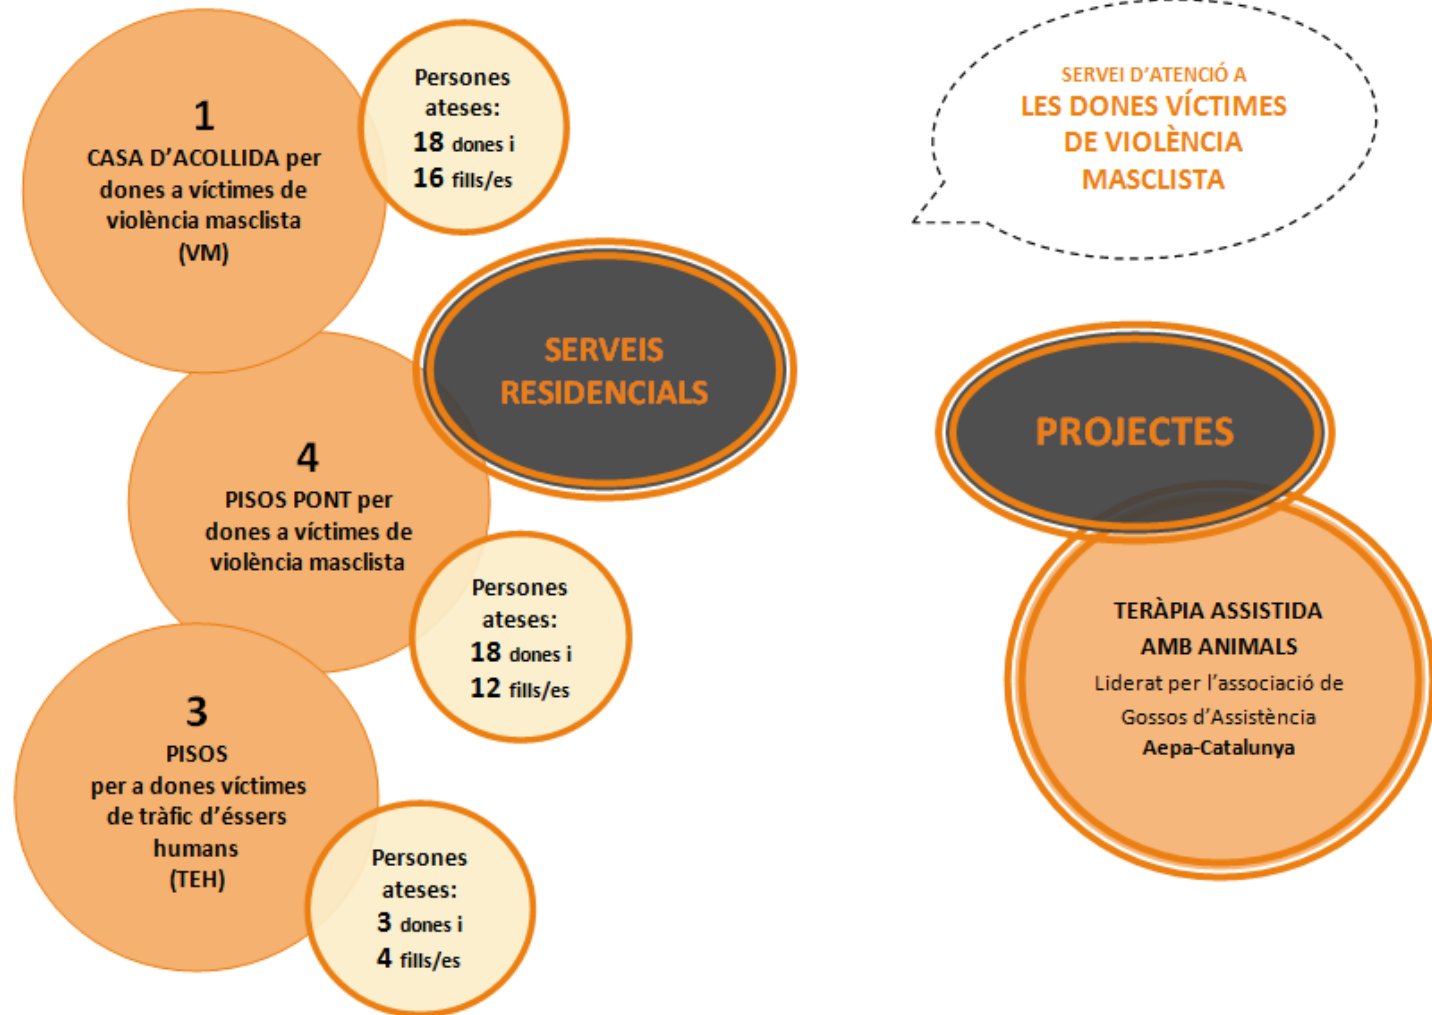 1
CASA D'ACOLLIDA per
dones a víctimes de
violència masclista
(VM)
Persones
ateses:
18 dones i
16 fills/es
SERVEIS
RESIDENCIALS
4
PISOS PONT per
dones a víctimes de
violència masclista
Persones
ateses:
18 dones i
12 fills/es
3
PISOS
per a dones víctimes
de tràfic d'éssers
humans
(TEH)
Persones
ateses:
3 dones i
4 fills/es
SERVEI D'ATENCIÓ A
LES DONES VÍCTIMES
DE VIOLÈNCIA
MASCLISTA
PROJECTES
TERÀPIA ASSISTIDA
AMB ANIMALS
Liderat per l'associació de
Gossos d'Assistència
Aepa-Catalunya